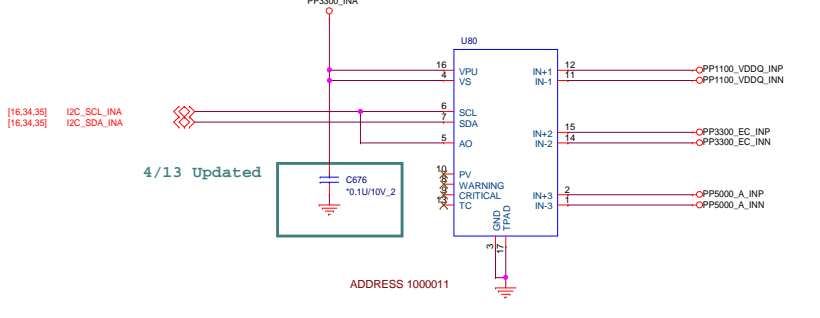 PP3300_INA
U80
16 VPU IN+1 12 PP1100_VDDQ_INP
4 VS IN-1 11 PP1100_VDDQ_INN
[16,34,35] I2C_SCL_INA 6 SCL
[16,34,35] I2C_SDA_INA 7 SDA
IN+2 15 PP3300_EC_INP
5 AO IN-2 14 PP3300_EC_INN
4/13 Updated
10 PV
C676 8 WARNING
*0.1U/10V_2 9 CRITICAL IN+3 2 PP5000_A_INP
13 TC IN-3 1 PP5000_A_INN
GND
TPAD
3
17
ADDRESS 1000011